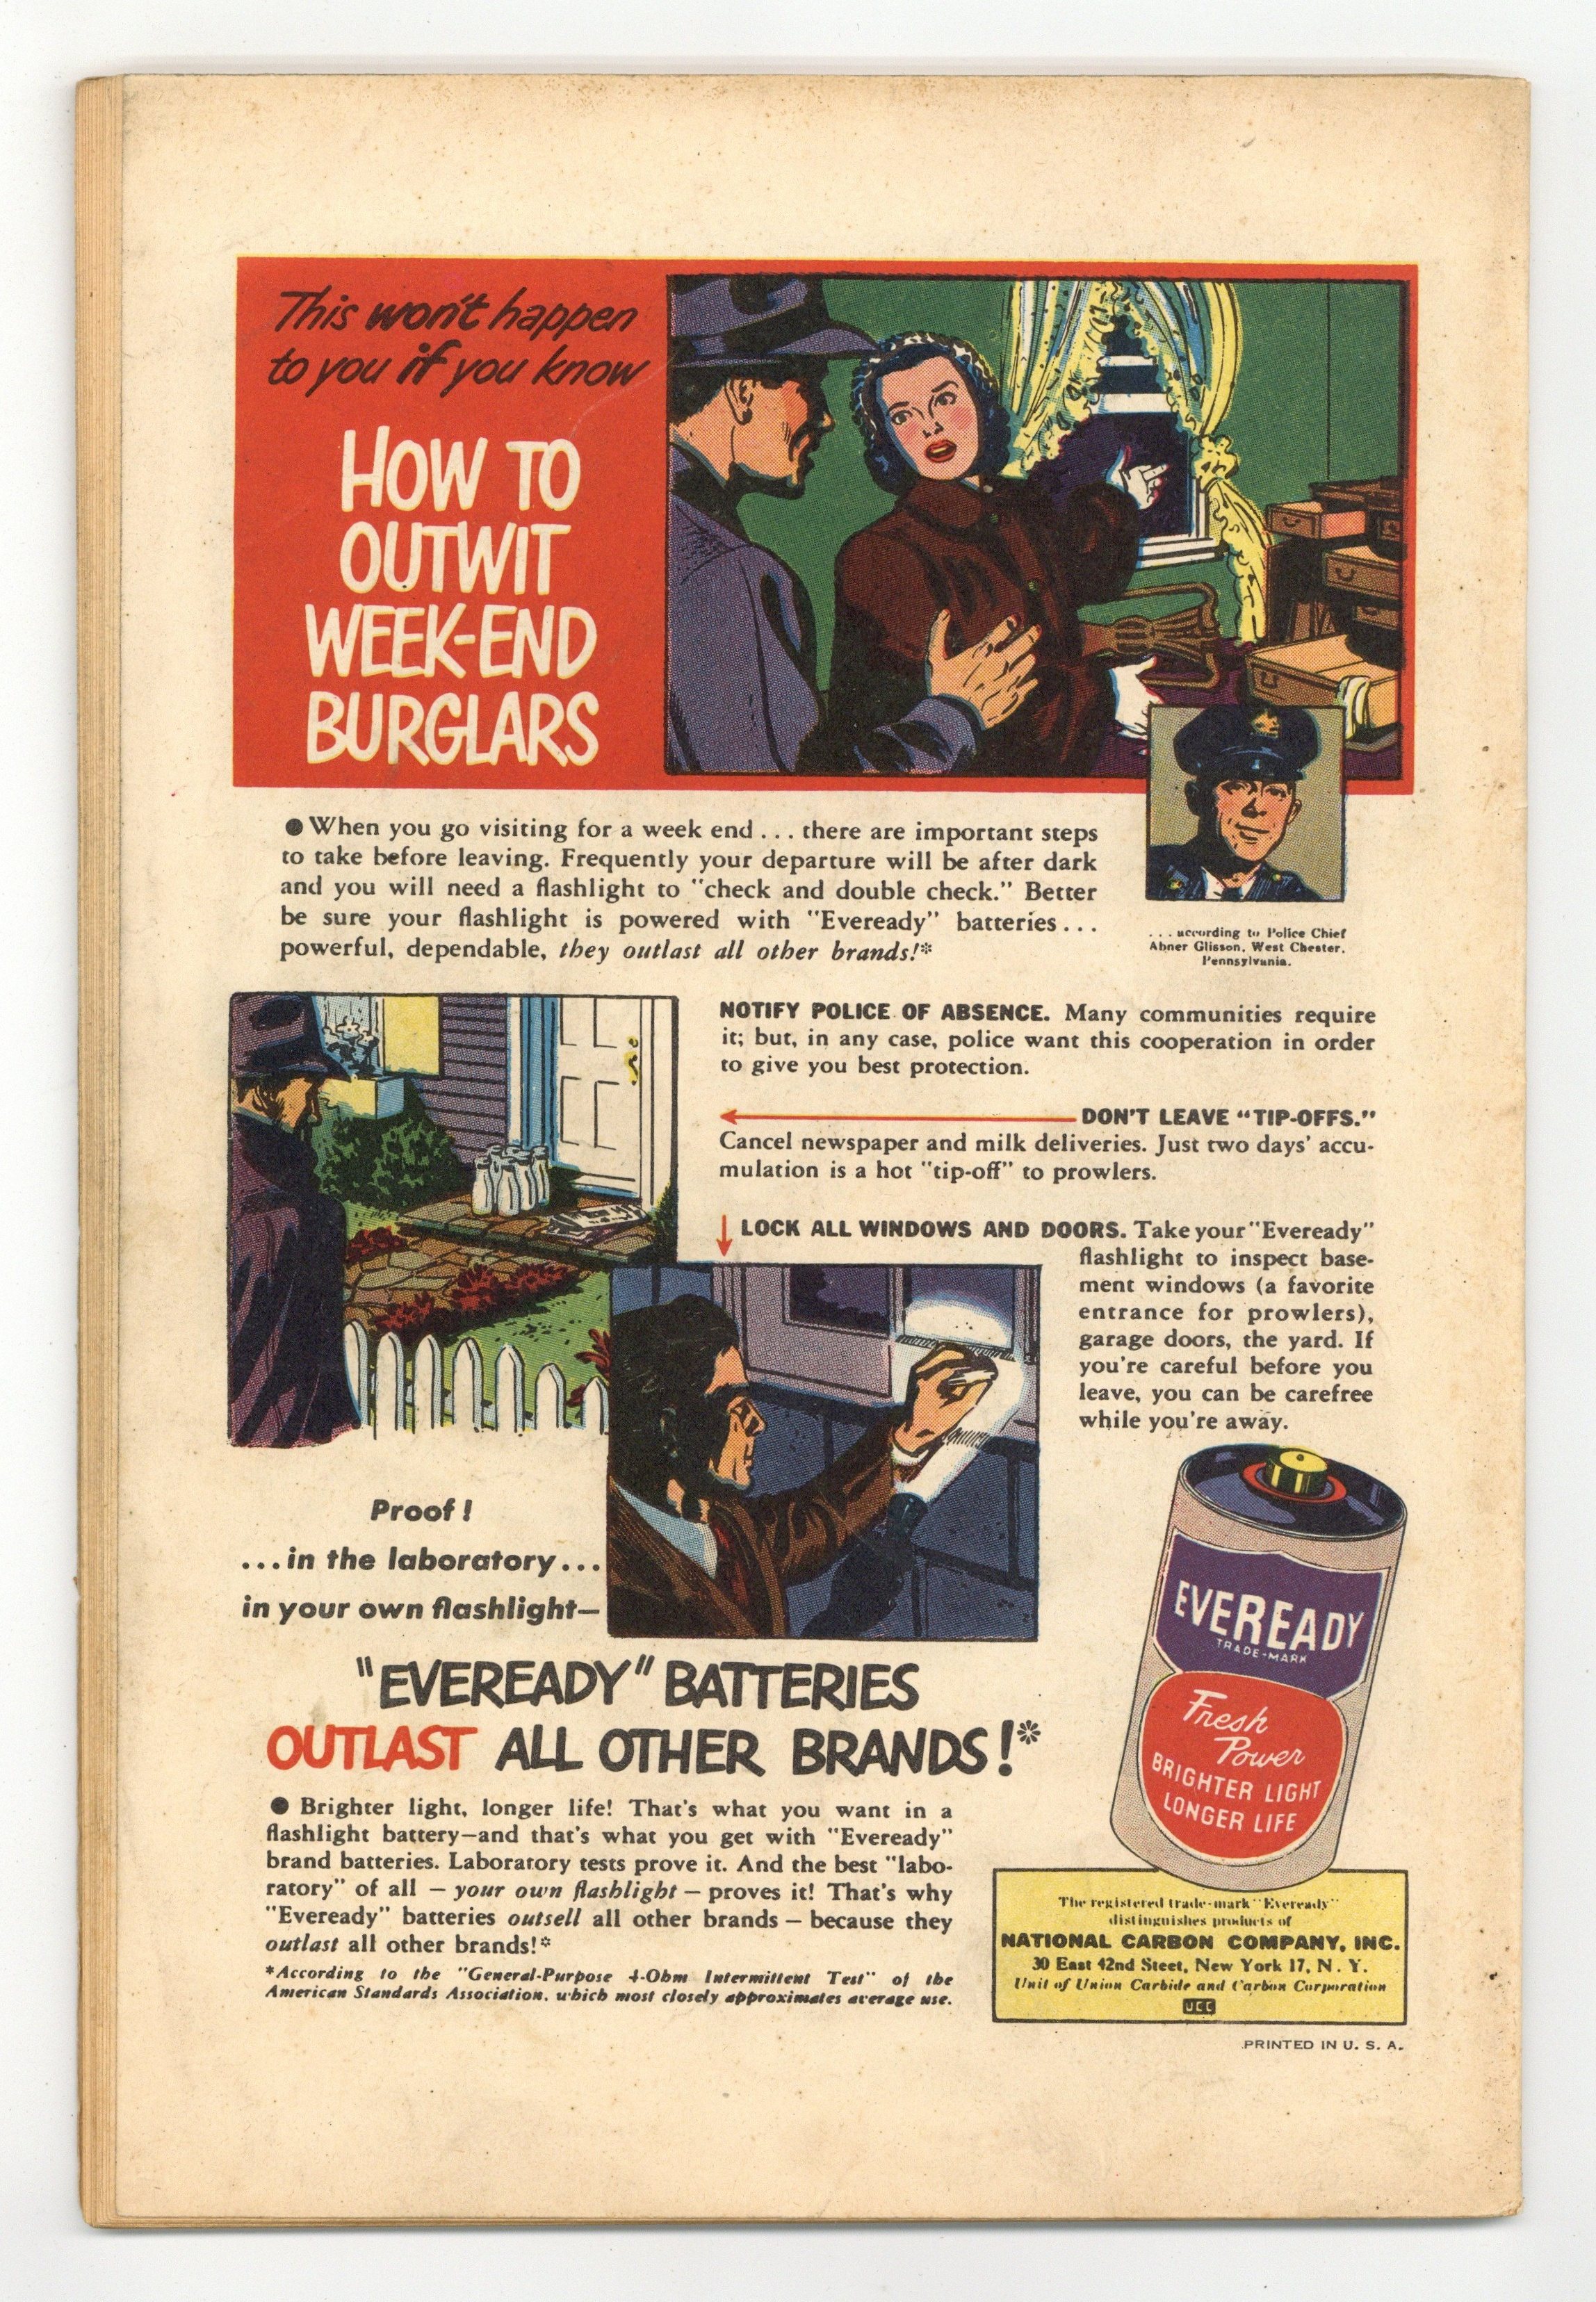 This won't happen
to you if you know
HOW TO
OUTWIT
WEEK-END
BURGLARS
●When you go visiting for a week end... there are important steps
to take before leaving. Frequently your departure will be after dark
and you will need a flashlight to "check and double check." Better
be sure your flashlight is powered with "Eveready" batteries...
powerful, dependable, they outlast all other brands!*
...according to Police Chief
Abner Glisson, West Chester,
Pennsylvania.
NOTIFY POLICE OF ABSENCE. Many communities require
it; but, in any case, police want this cooperation in order
to give you best protection.
DON'T LEAVE "TIP-OFFS."
Cancel newspaper and milk deliveries. Just two days' accu-
mulation is a hot "tip-off" to prowlers.
LOCK ALL WINDOWS AND DOORS. Take your "Eveready"
flashlight to inspect base-
ment windows (a favorite
entrance for prowlers),
garage doors, the yard. If
you're careful before you
leave, you can be carefree
while you're away.
Proof!
...in the laboratory...
in your own flashlight—
"EVEREADY" BATTERIES
OUTLAST ALL OTHER BRANDS!*
● Brighter light, longer life! That's what you want in a
flashlight battery—and that's what you get with "Eveready"
brand batteries. Laboratory tests prove it. And the best "labo-
ratory" of all — your own flashlight — proves it! That's why
"Eveready" batteries outsell all other brands — because they
outlast all other brands!*
*According to the "General-Purpose 4-Ohm Intermittent Test" of the
American Standards Association, which most closely approximates average use.
EVEREADY
TRADE-MARK
Fresh
Power
BRIGHTER LIGHT
LONGER LIFE
The registered trade-mark "Eveready"
distinguishes products of
NATIONAL CARBON COMPANY, INC.
30 East 42nd Steet, New York 17, N. Y.
Unit of Union Carbide and Carbon Corporation
UCC
PRINTED IN U. S. A.